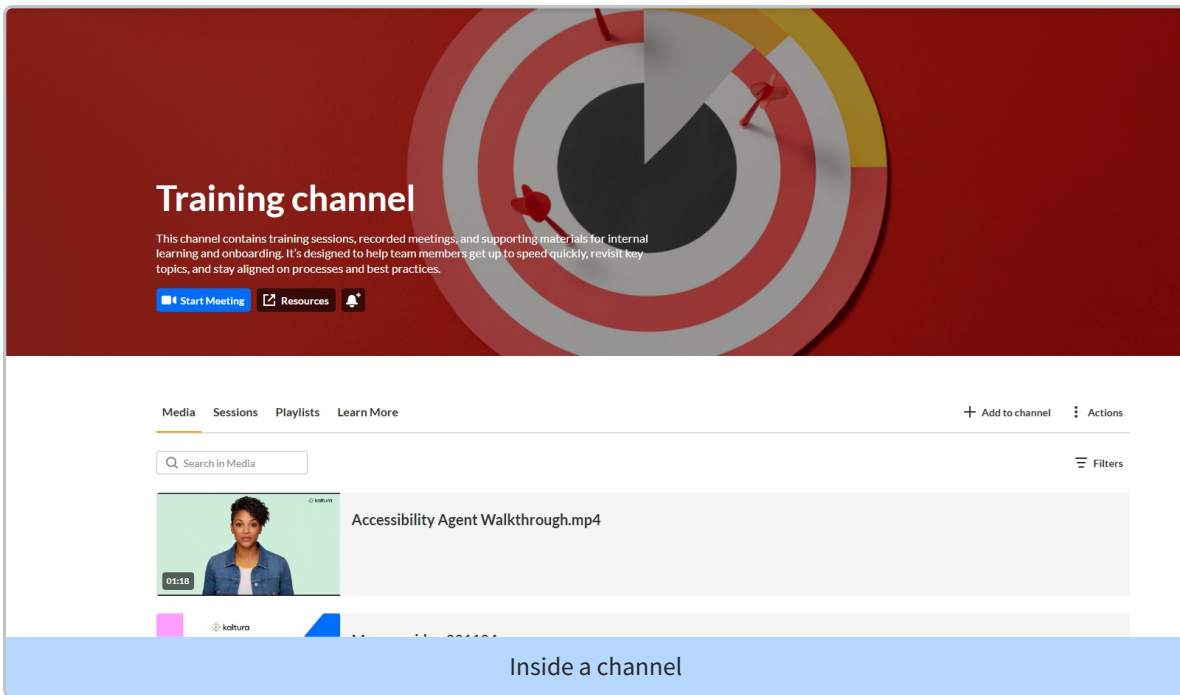 Training channel
This channel contains training sessions, recorded meetings, and supporting materials for internal
learning and onboarding. It's designed to help team members get up to speed quickly, revisit key
topics, and stay aligned on processes and best practices.
Start Meeting Resources
Media Sessions Playlists Learn More Add to channel Actions
Search in Media Filters
kaltura
Accessibility Agent Walkthrough.mp4
01:18
kaltura
Inside a channel